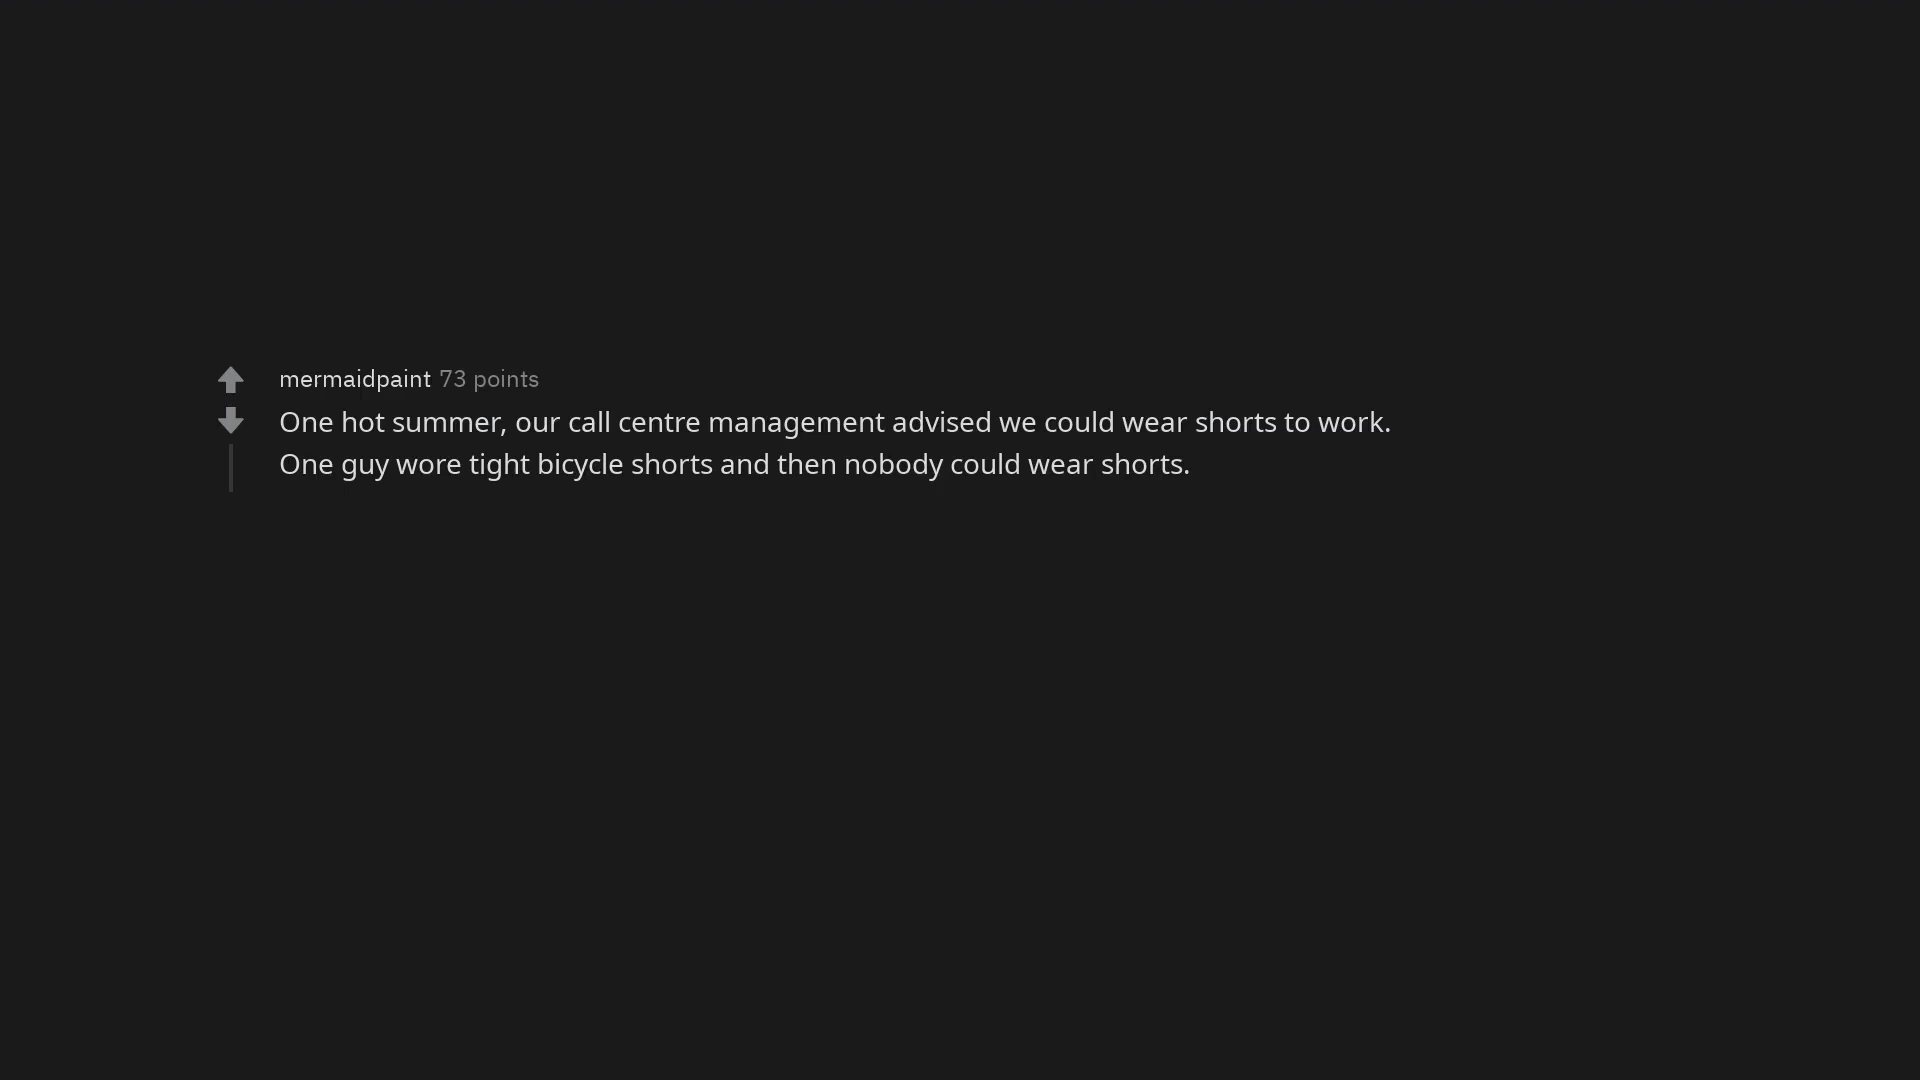 mermaidpaint 73 points
One hot summer, our call centre management advised we could wear shorts to work.
One guy wore tight bicycle shorts and then nobody could wear shorts.